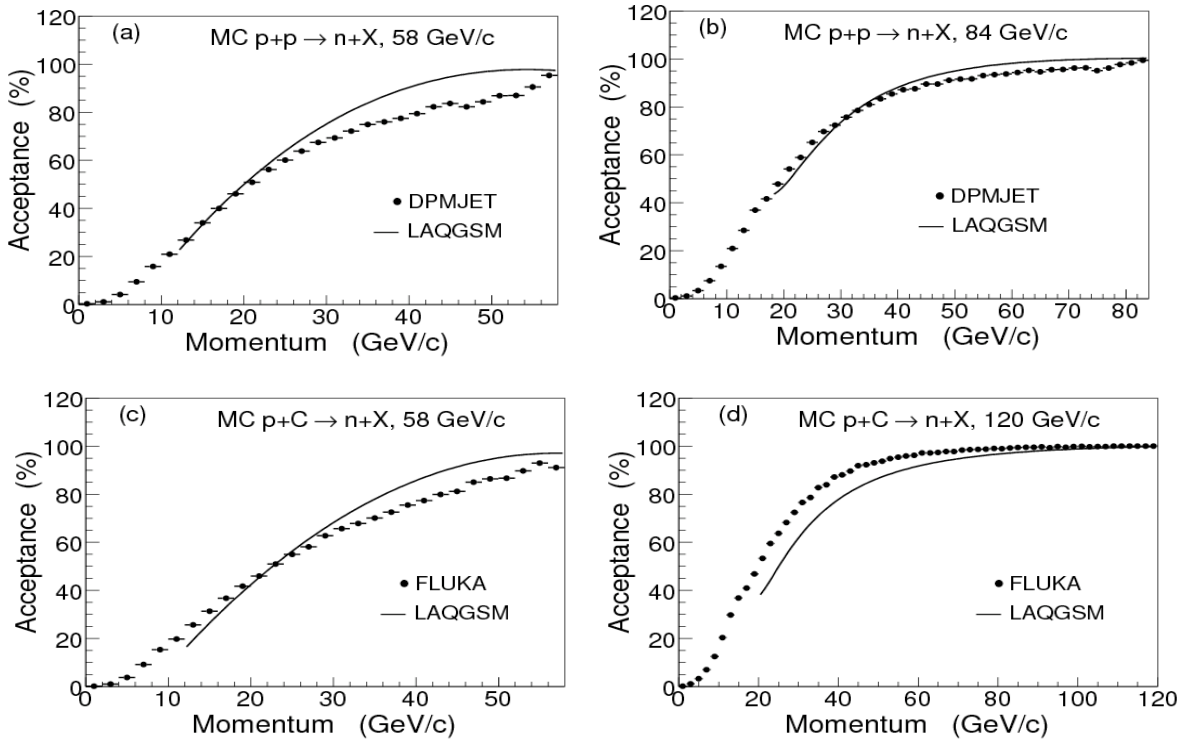 (a) MC p+p → n+X, 58 GeV/c
Acceptance (%)
120
100
80
60
40
20
0
DPMJET
LAQGSM
0 10 20 30 40 50
Momentum (GeV/c)
(b) MC p+p → n+X, 84 GeV/c
Acceptance (%)
120
100
80
60
40
20
0
DPMJET
LAQGSM
0 10 20 30 40 50 60 70 80
Momentum (GeV/c)
(c) MC p+C → n+X, 58 GeV/c
Acceptance (%)
120
100
80
60
40
20
0
FLUKA
LAQGSM
0 10 20 30 40 50
Momentum (GeV/c)
(d) MC p+C → n+X, 120 GeV/c
Acceptance (%)
120
100
80
60
40
20
0
FLUKA
LAQGSM
0 20 40 60 80 100 120
Momentum (GeV/c)